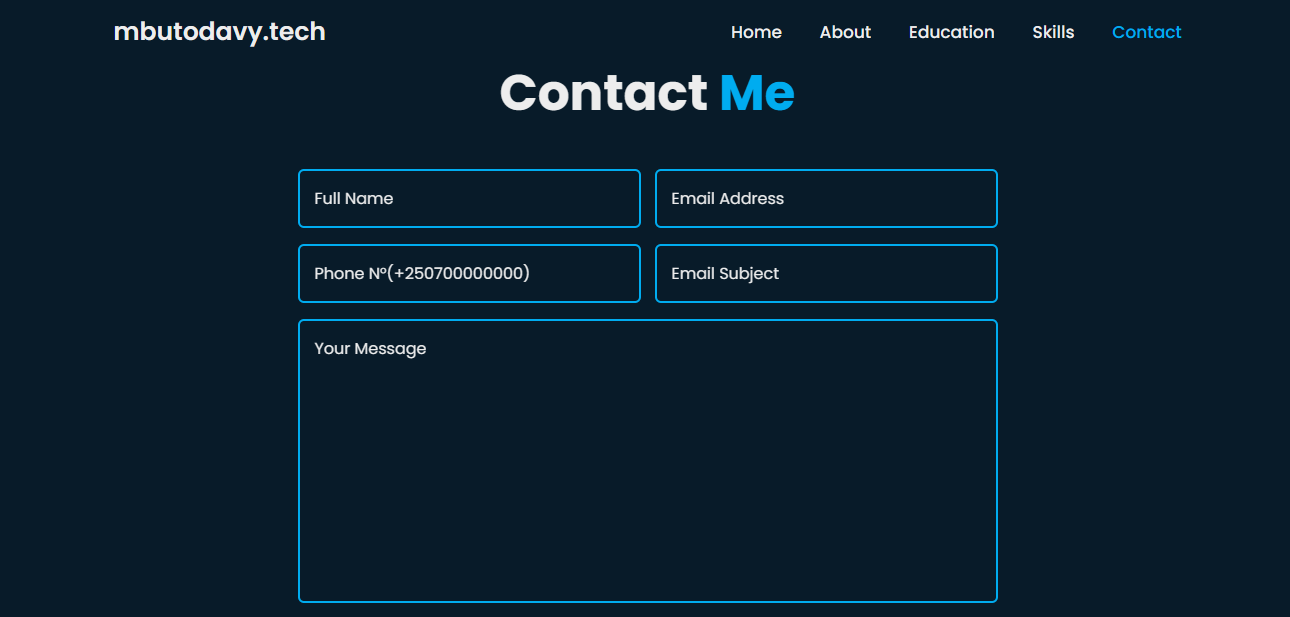 mbutodavy.tech Home About Education Skills Contact
Contact Me
Full Name Email Address
Phone Nº(+250700000000) Email Subject
Your Message